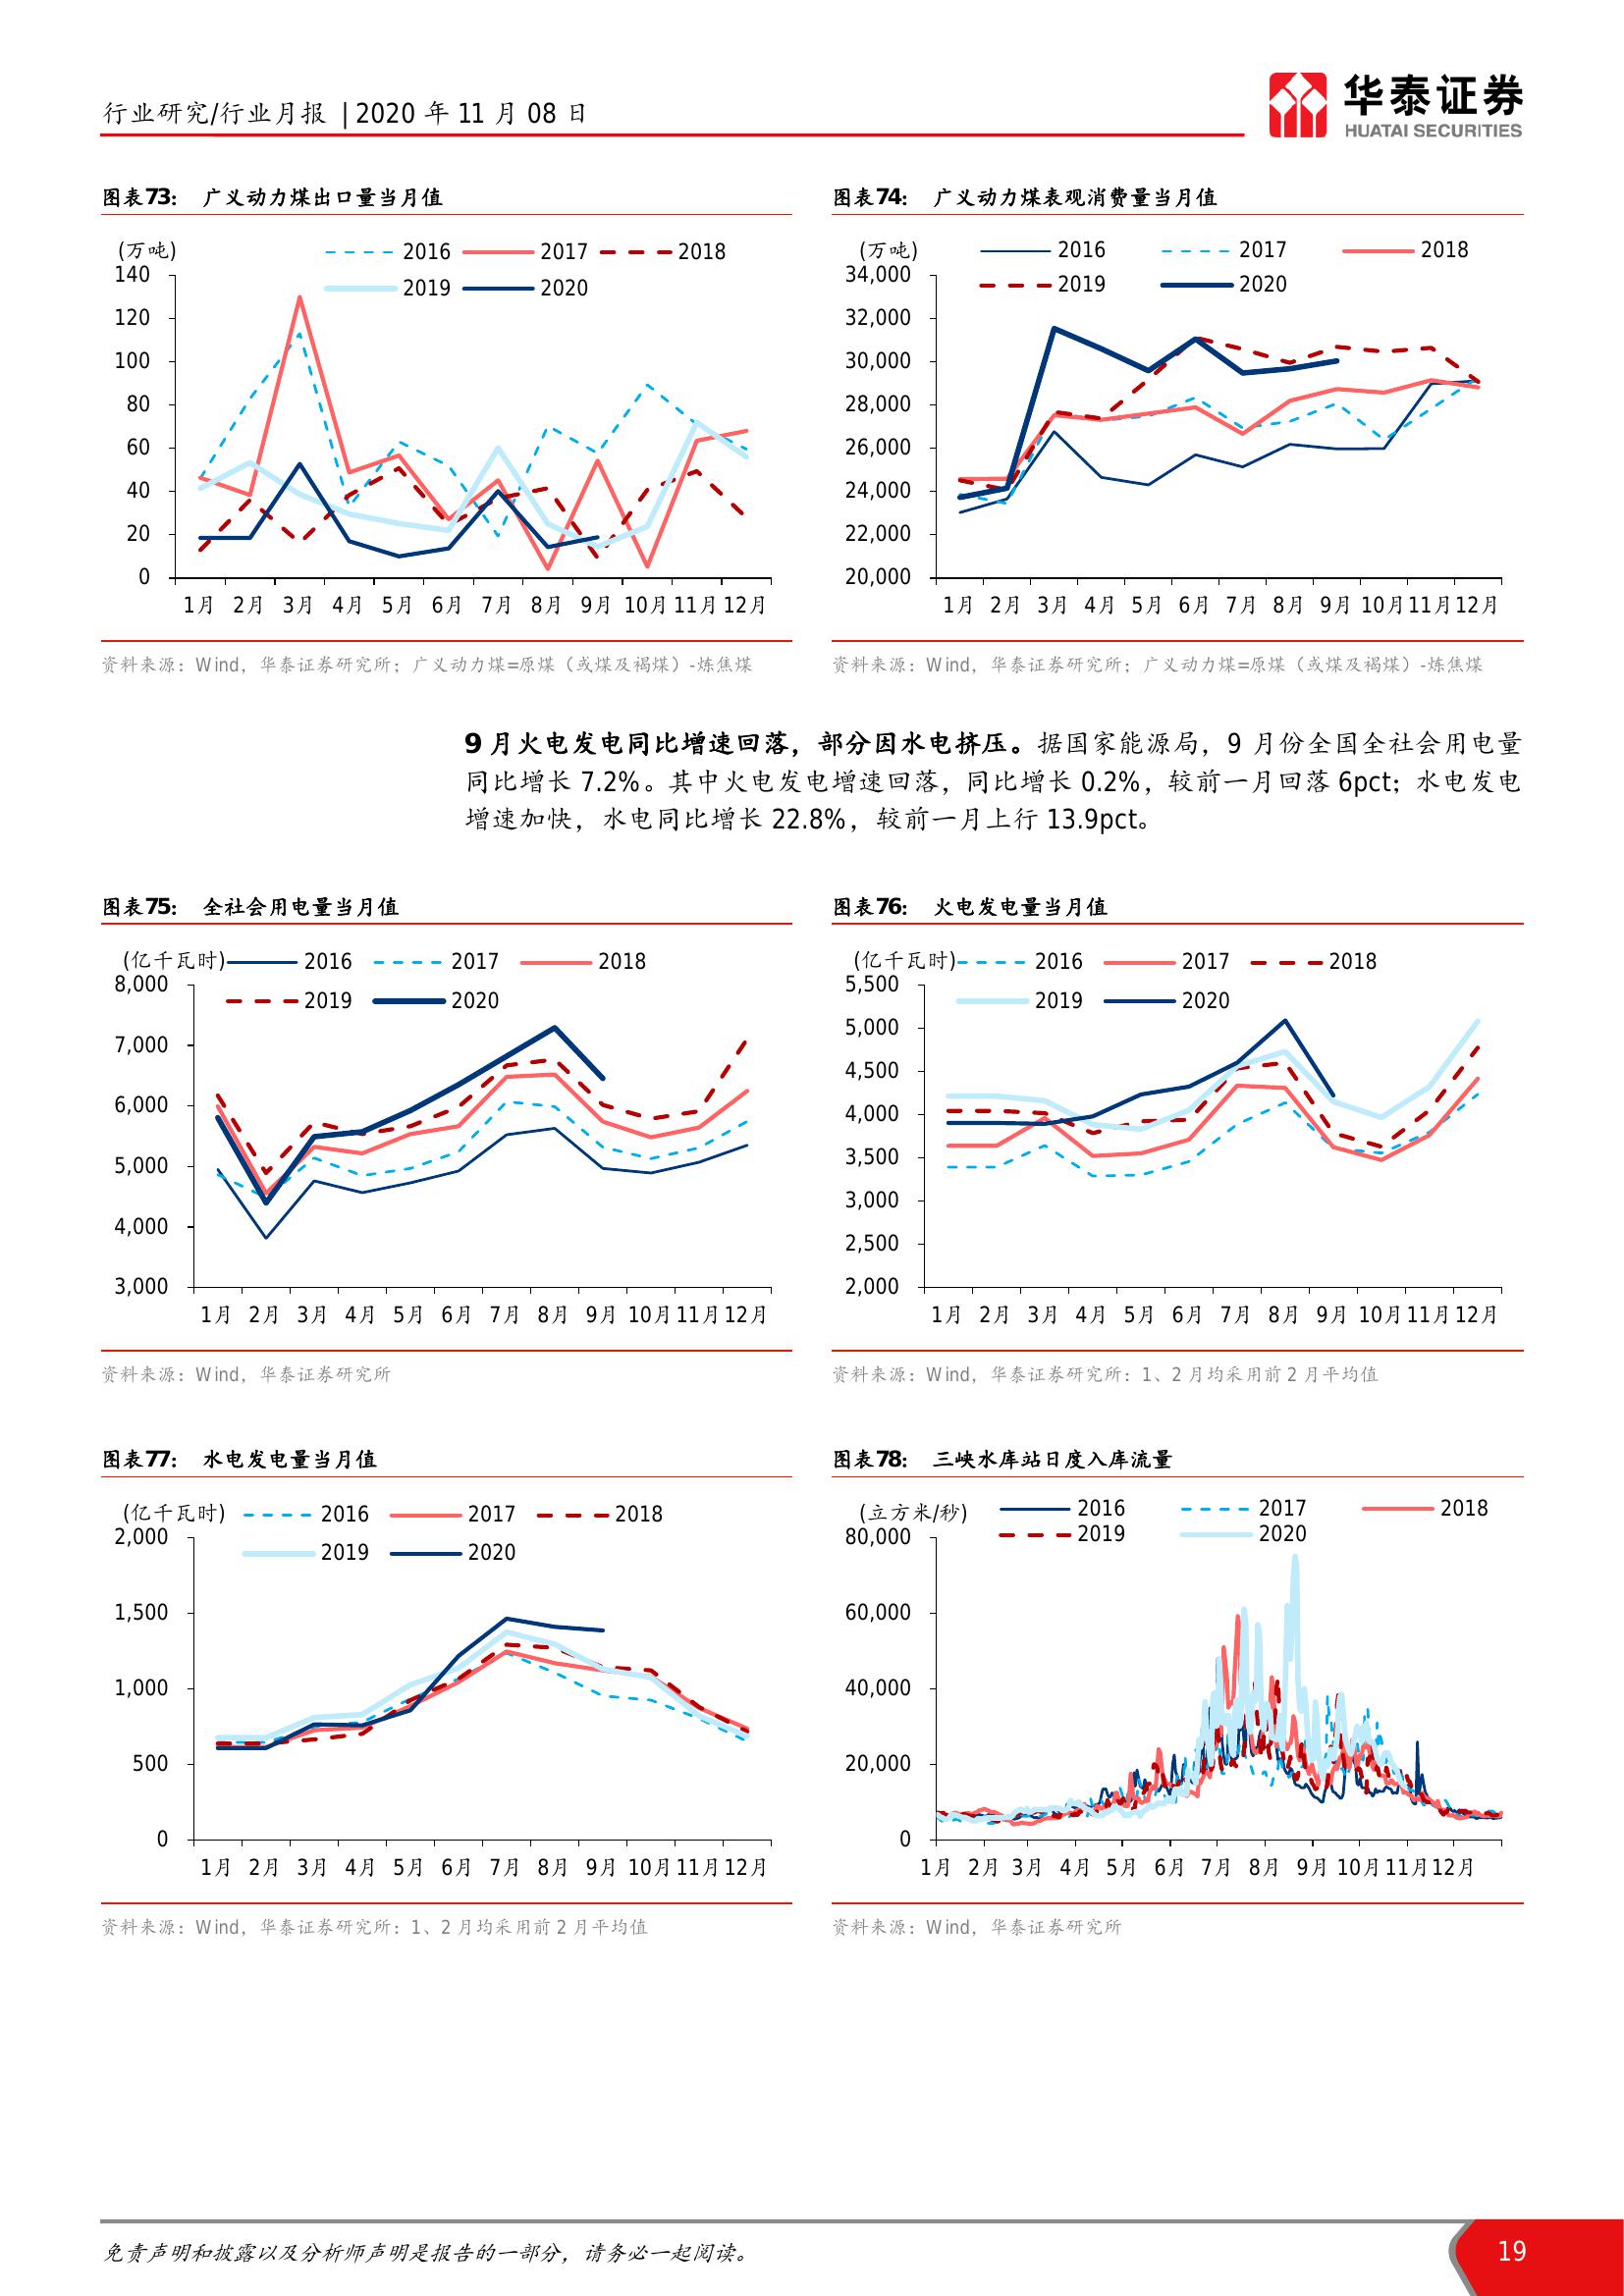 行业研究/行业月报 | 2020 年 11 月 08 日
华泰证券
HUATAI SECURITIES
图表73： 广义动力煤出口量当月值
(万吨)
2016 2017 2018
2019 2020
140
120
100
80
60
40
20
0
1月 2月 3月 4月 5月 6月 7月 8月 9月 10月 11月 12月
资料来源：Wind，华泰证券研究所；广义动力煤=原煤（或煤及褐煤）-炼焦煤
图表74： 广义动力煤表观消费量当月值
(万吨)
2016 2017 2018
2019 2020
34,000
32,000
30,000
28,000
26,000
24,000
22,000
20,000
1月 2月 3月 4月 5月 6月 7月 8月 9月 10月 11月 12月
资料来源：Wind，华泰证券研究所；广义动力煤=原煤（或煤及褐煤）-炼焦煤
9 月火电发电同比增速回落，部分因水电挤压。据国家能源局，9 月份全国全社会用电量
同比增长 7.2%。其中火电发电增速回落，同比增长 0.2%，较前一月回落 6pct；水电发电
增速加快，水电同比增长 22.8%，较前一月上行 13.9pct。
图表75： 全社会用电量当月值
(亿千瓦时)
2016 2017 2018
2019 2020
8,000
7,000
6,000
5,000
4,000
3,000
1月 2月 3月 4月 5月 6月 7月 8月 9月 10月 11月 12月
资料来源：Wind，华泰证券研究所
图表76： 火电发电量当月值
(亿千瓦时)
2016 2017 2018
2019 2020
5,500
5,000
4,500
4,000
3,500
3,000
2,500
2,000
1月 2月 3月 4月 5月 6月 7月 8月 9月 10月 11月 12月
资料来源：Wind，华泰证券研究所：1、2 月均采用前 2 月平均值
图表77： 水电发电量当月值
(亿千瓦时)
2016 2017 2018
2019 2020
2,000
1,500
1,000
500
0
1月 2月 3月 4月 5月 6月 7月 8月 9月 10月 11月 12月
资料来源：Wind，华泰证券研究所：1、2 月均采用前 2 月平均值
图表78： 三峡水库站日度入库流量
(立方米/秒)
2016 2017 2018
2019 2020
80,000
60,000
40,000
20,000
0
1月 2月 3月 4月 5月 6月 7月 8月 9月 10月 11月 12月
资料来源：Wind，华泰证券研究所
免责声明和披露以及分析师声明是报告的一部分，请务必一起阅读。
19